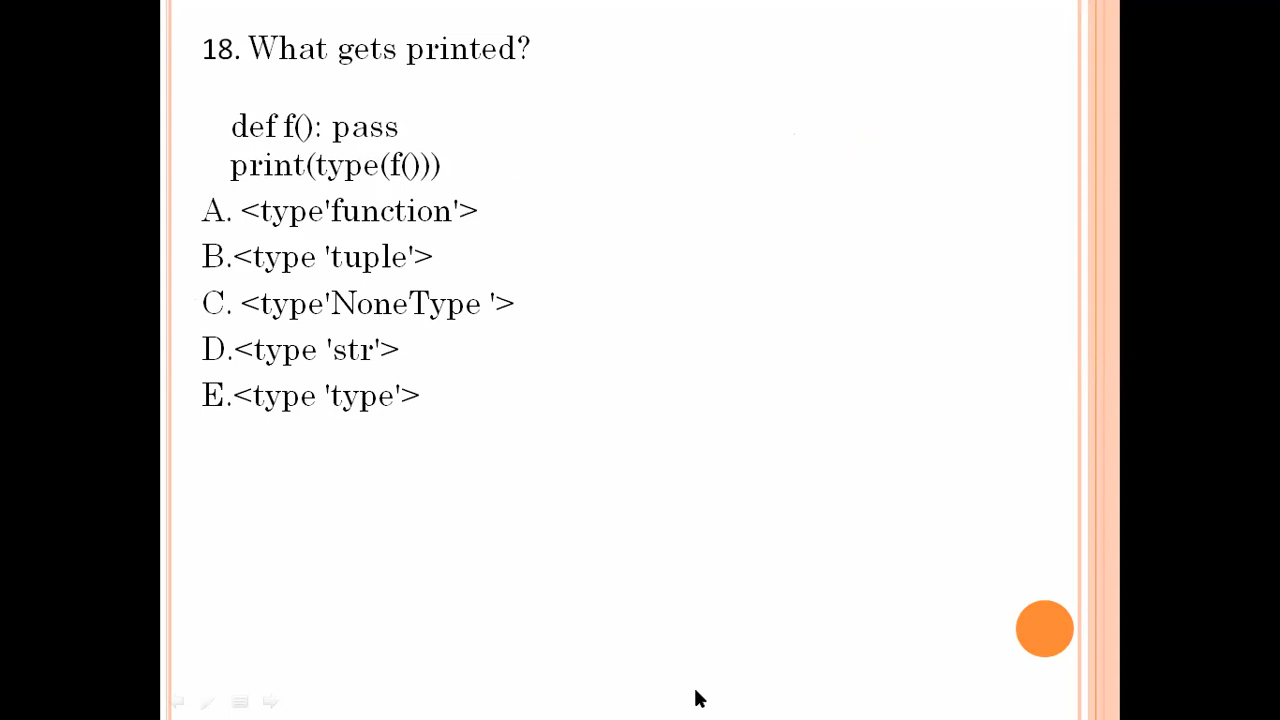 18. What gets printed?
def f(): pass
print(type(f()))
A. <type'function'>
B.<type 'tuple'>
C. <type'NoneType '>
D.<type 'str'>
E.<type 'type'>